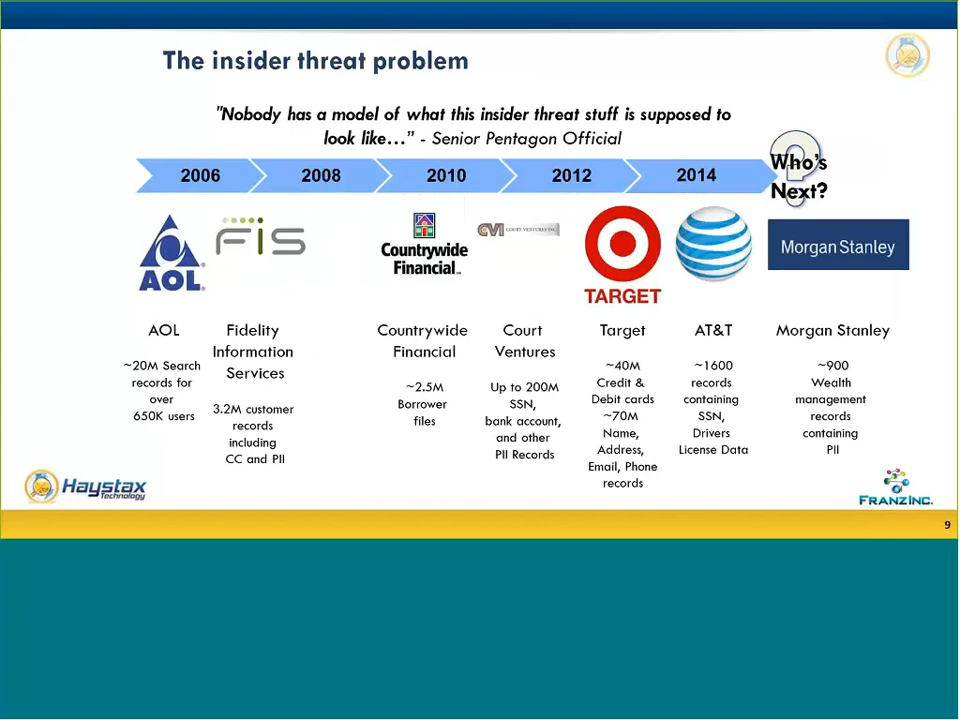 The insider threat problem
"Nobody has a model of what this insider threat stuff is supposed to
look like…” - Senior Pentagon Official
2006
2008
2010
2012
2014
Who's
Next?
AOL
FiS
Countrywide
Financial
CVI COURT VENTURES INC.
TARGET
Morgan Stanley
AOL
~20M Search
records for
over
650K users
Fidelity
Information
Services
3.2M customer
records
including
CC and PII
Countrywide
Financial
~2.5M
Borrower
files
Court
Ventures
Up to 200M
SSN,
bank account,
and other
PII Records
Target
~40M
Credit &
Debit cards
~70M
Name,
Address,
Email, Phone
records
AT&T
~1600
records
containing
SSN,
Drivers
License Data
Morgan Stanley
~900
Wealth
management
records
containing
PII
Haystax
Technology
FRANZ INC.
9